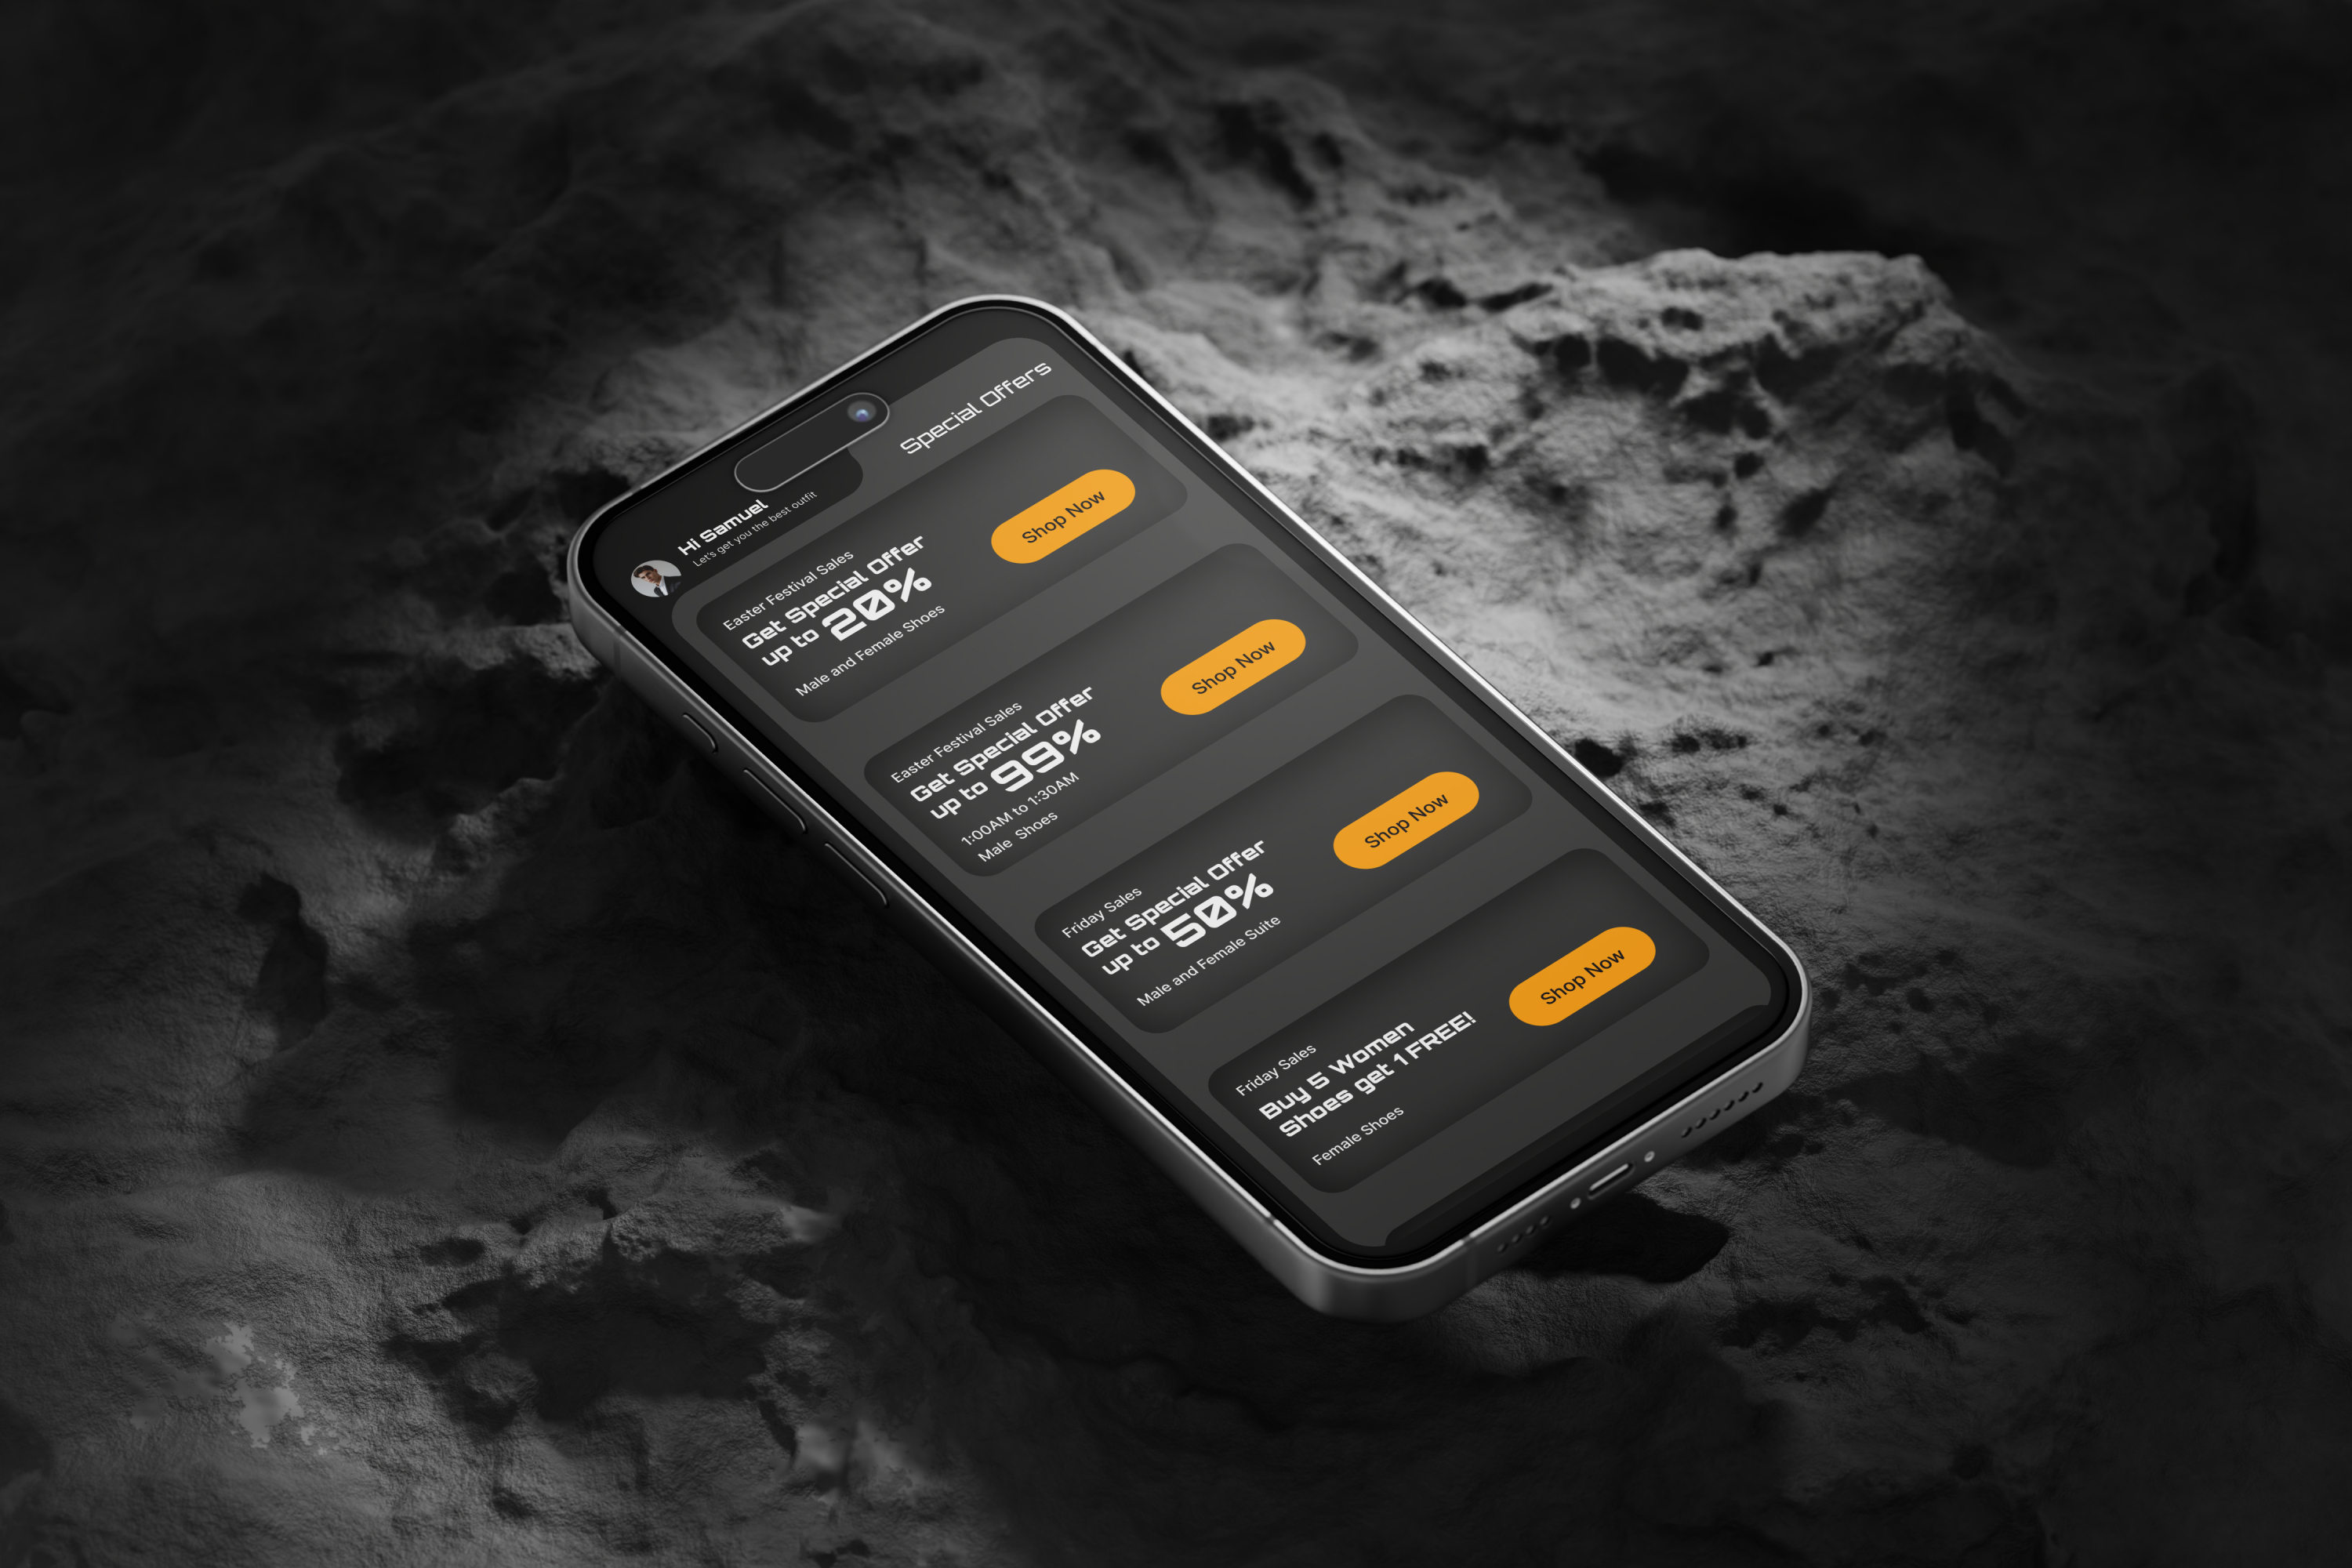 Hi Samuel
Let's get you the best outfit
Special Offers
Easter Festival Sales
Get Special Offer
up to 20%
Male and Female Shoes
Shop Now
Easter Festival Sales
Get Special Offer
up to 99%
1:00AM to 1:30AM
Male Shoes
Shop Now
Friday Sales
Get Special Offer
up to 50%
Male and Female Suite
Shop Now
Friday Sales
Buy 5 Women
Shoes get 1 FREE!
Female Shoes
Shop Now